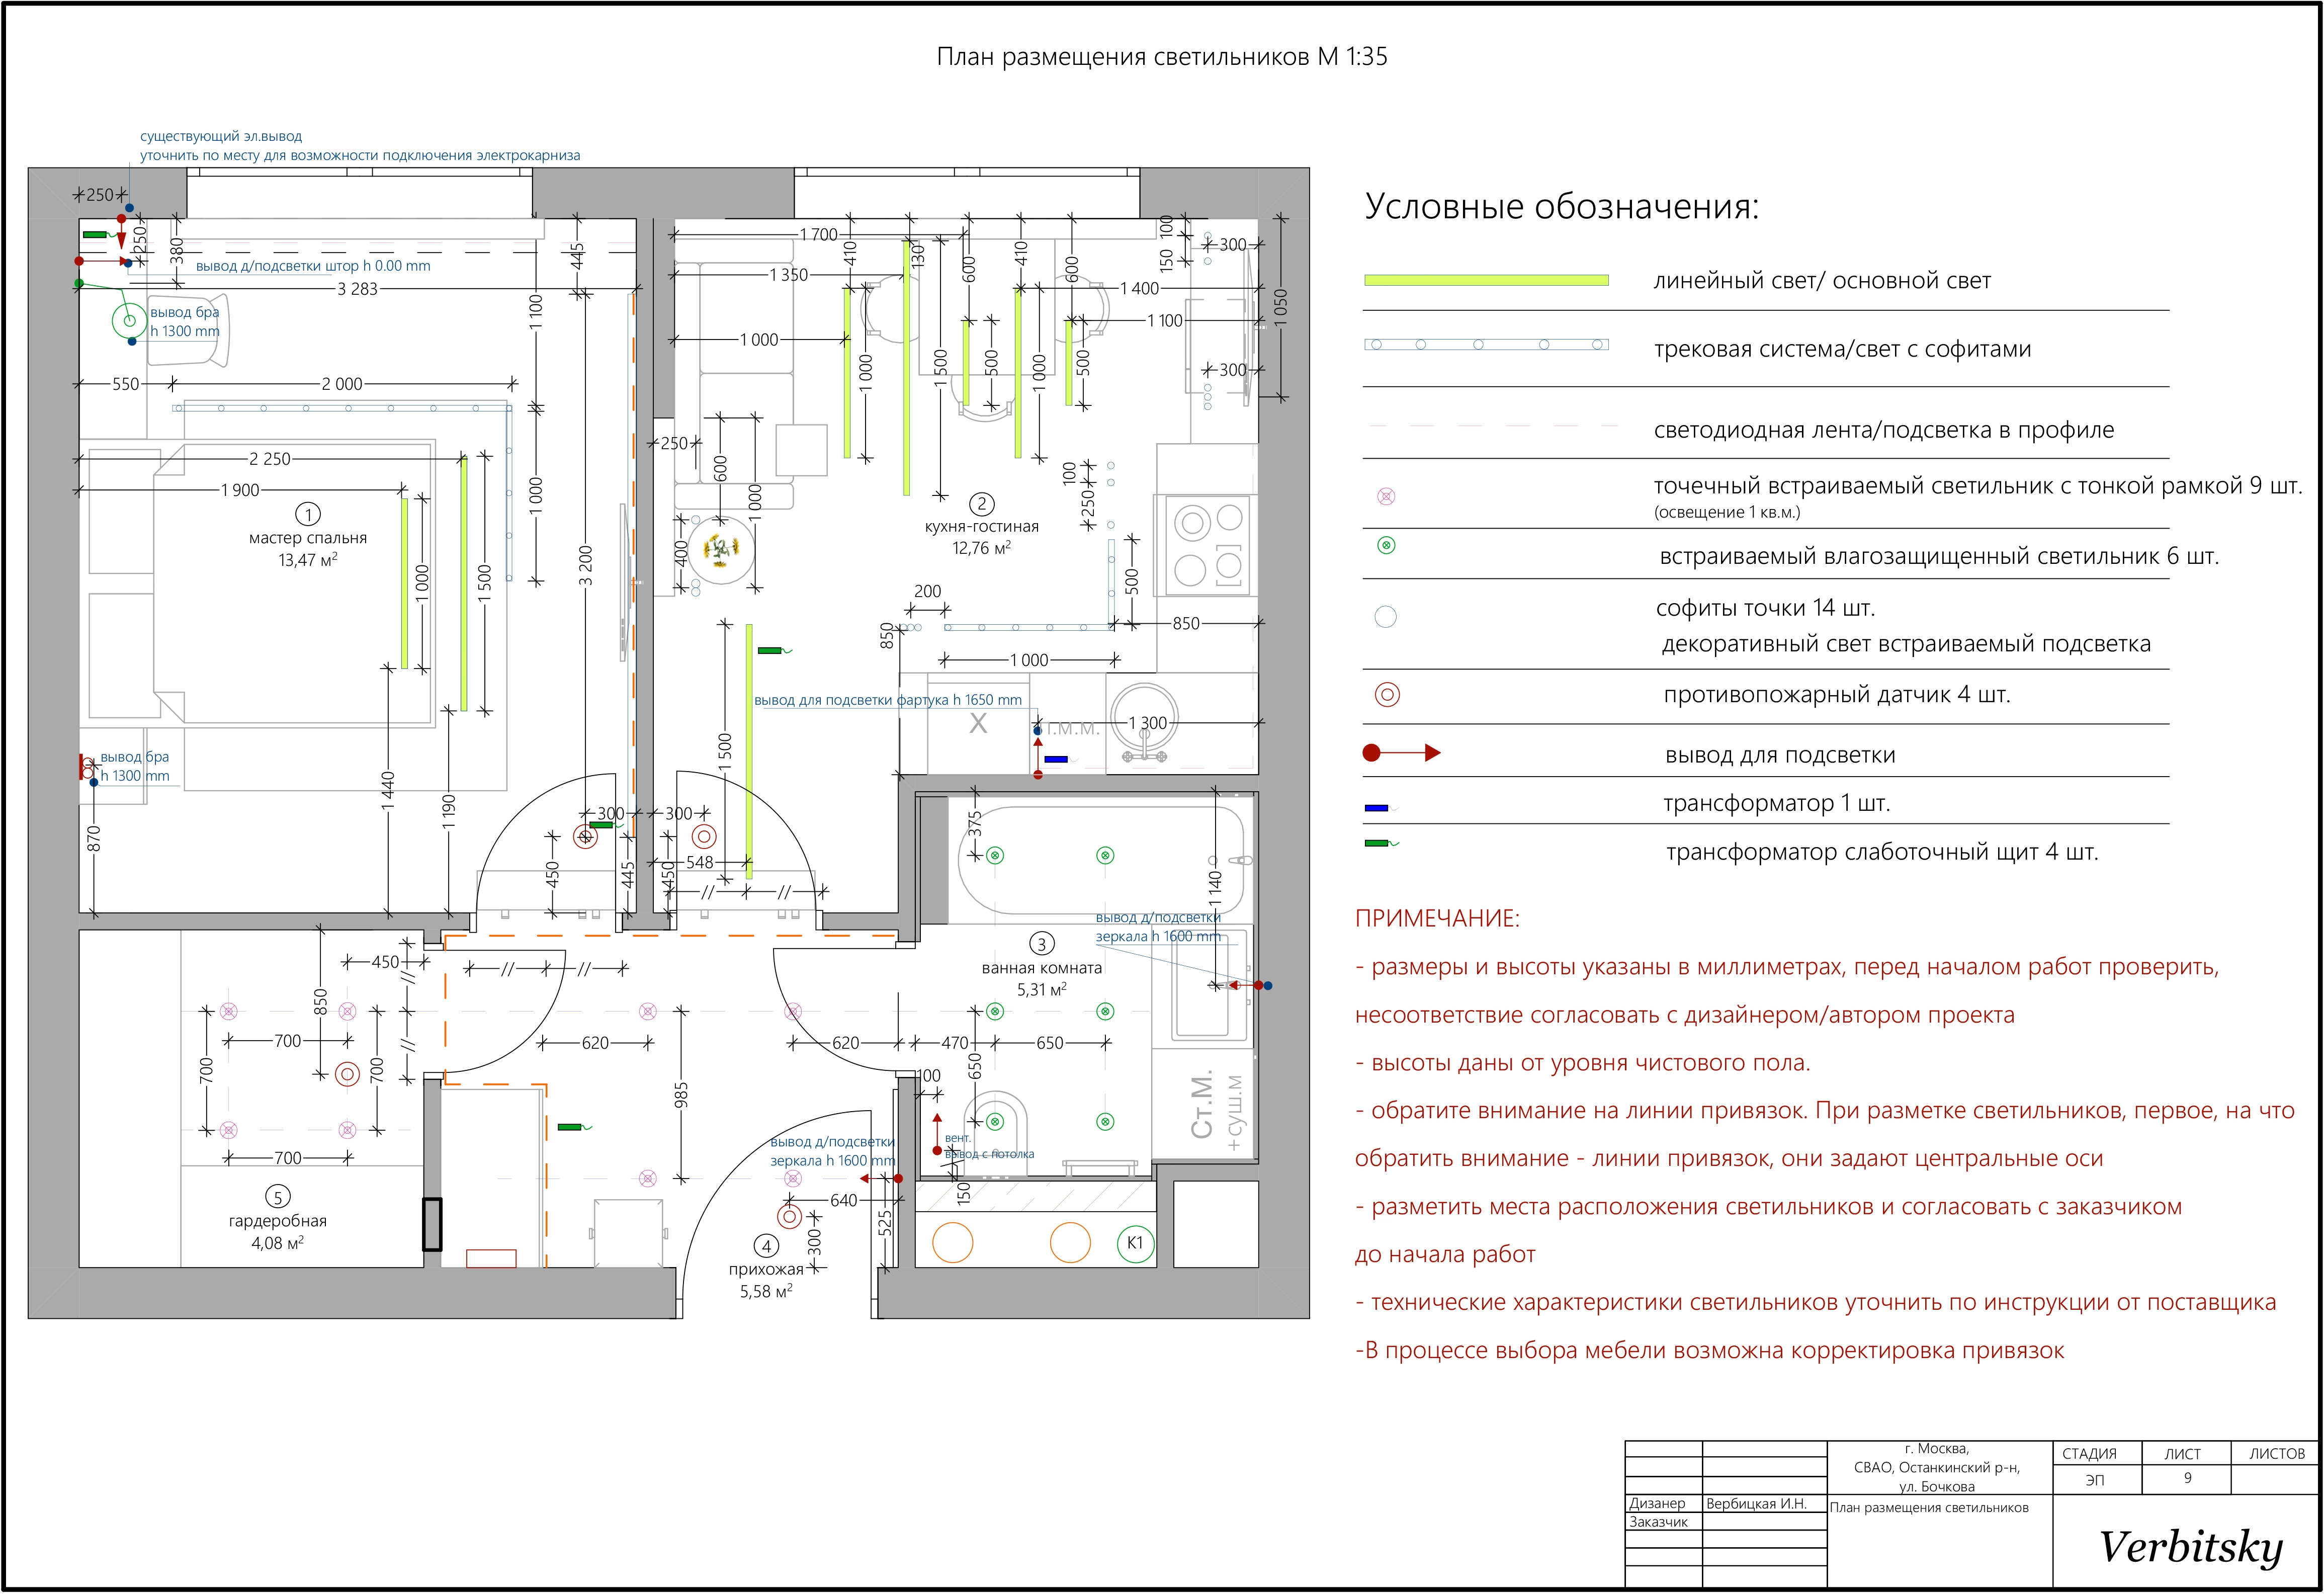 План размещения светильников М 1:35
существующий эл.вывод
уточнить по месту для возможности подключения электрокарниза
250
250
380
вывод д/подсветки штор h 0.00 mm
3 283
445
1 100
вывод бра
h 1300 mm
550
2 000
2 250
1 900
1
мастер спальня
13,47 м²
1 000
1 500
1 000
3 200
вывод бра
h 1300 mm
870
1 440
1 190
300
450
445
1 700
1 350
1 000
410
130
600
410
600
100
150
300
1 400
1 100
1 050
300
1 000
1 500
500
1 000
500
250
600
1 000
400
100
250
2
кухня-гостиная
12,76 м²
200
500
850
850
1 000
вывод для подсветки фартука h 1650 mm
X
т.м.м.
1 300
1 500
300
548
450
//
//
375
1 140
вывод д/подсветки
зеркала h 1600 mm
3
ванная комната
5,31 м²
470
650
650
100
вент.
вывод с потолка
150
Ст.М.
+суш.м
К1
450
//
//
850
700
700
700
700
5
гардеробная
4,08 м²
//
//
620
620
985
вывод д/подсветки
зеркала h 1600 mm
640
525
300
4
прихожая
5,58 м²
Условные обозначения:
линейный свет/ основной свет
трековая система/свет с софитами
светодиодная лента/подсветка в профиле
точечный встраиваемый светильник с тонкой рамкой 9 шт.
(освещение 1 кв.м.)
встраиваемый влагозащищенный светильник 6 шт.
софиты точки 14 шт.
декоративный свет встраиваемый подсветка
противопожарный датчик 4 шт.
вывод для подсветки
трансформатор 1 шт.
трансформатор слаботочный щит 4 шт.
ПРИМЕЧАНИЕ:
- размеры и высоты указаны в миллиметрах, перед началом работ проверить,
несоответствие согласовать с дизайнером/автором проекта
- высоты даны от уровня чистового пола.
- обратите внимание на линии привязок. При разметке светильников, первое, на что
обратить внимание - линии привязок, они задают центральные оси
- разметить места расположения светильников и согласовать с заказчиком
до начала работ
- технические характеристики светильников уточнить по инструкции от поставщика
-В процессе выбора мебели возможна корректировка привязок
г. Москва,
СВАО, Останкинский р-н,
ул. Бочкова
СТАДИЯ
ЛИСТ
ЛИСТОВ
ЭП
9
Дизанер
Вербицкая И.Н.
План размещения светильников
Заказчик
Verbitsky